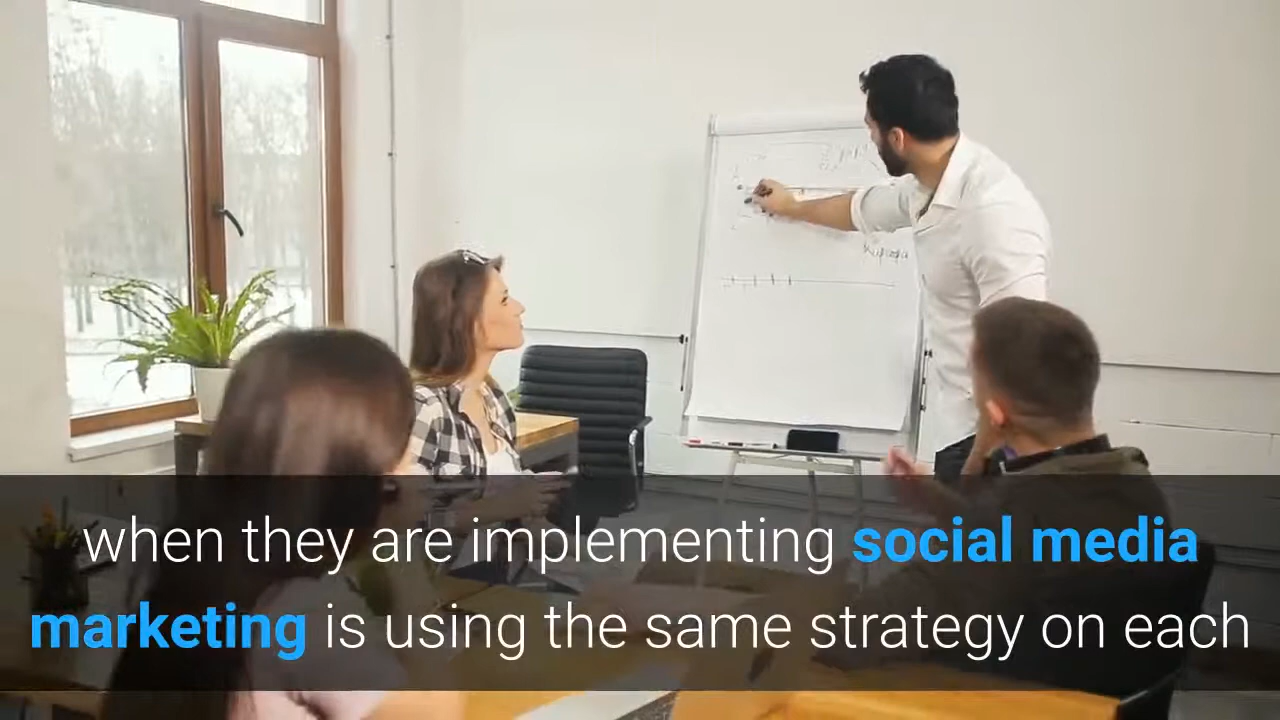 when they are implementing social media
marketing is using the same strategy on each